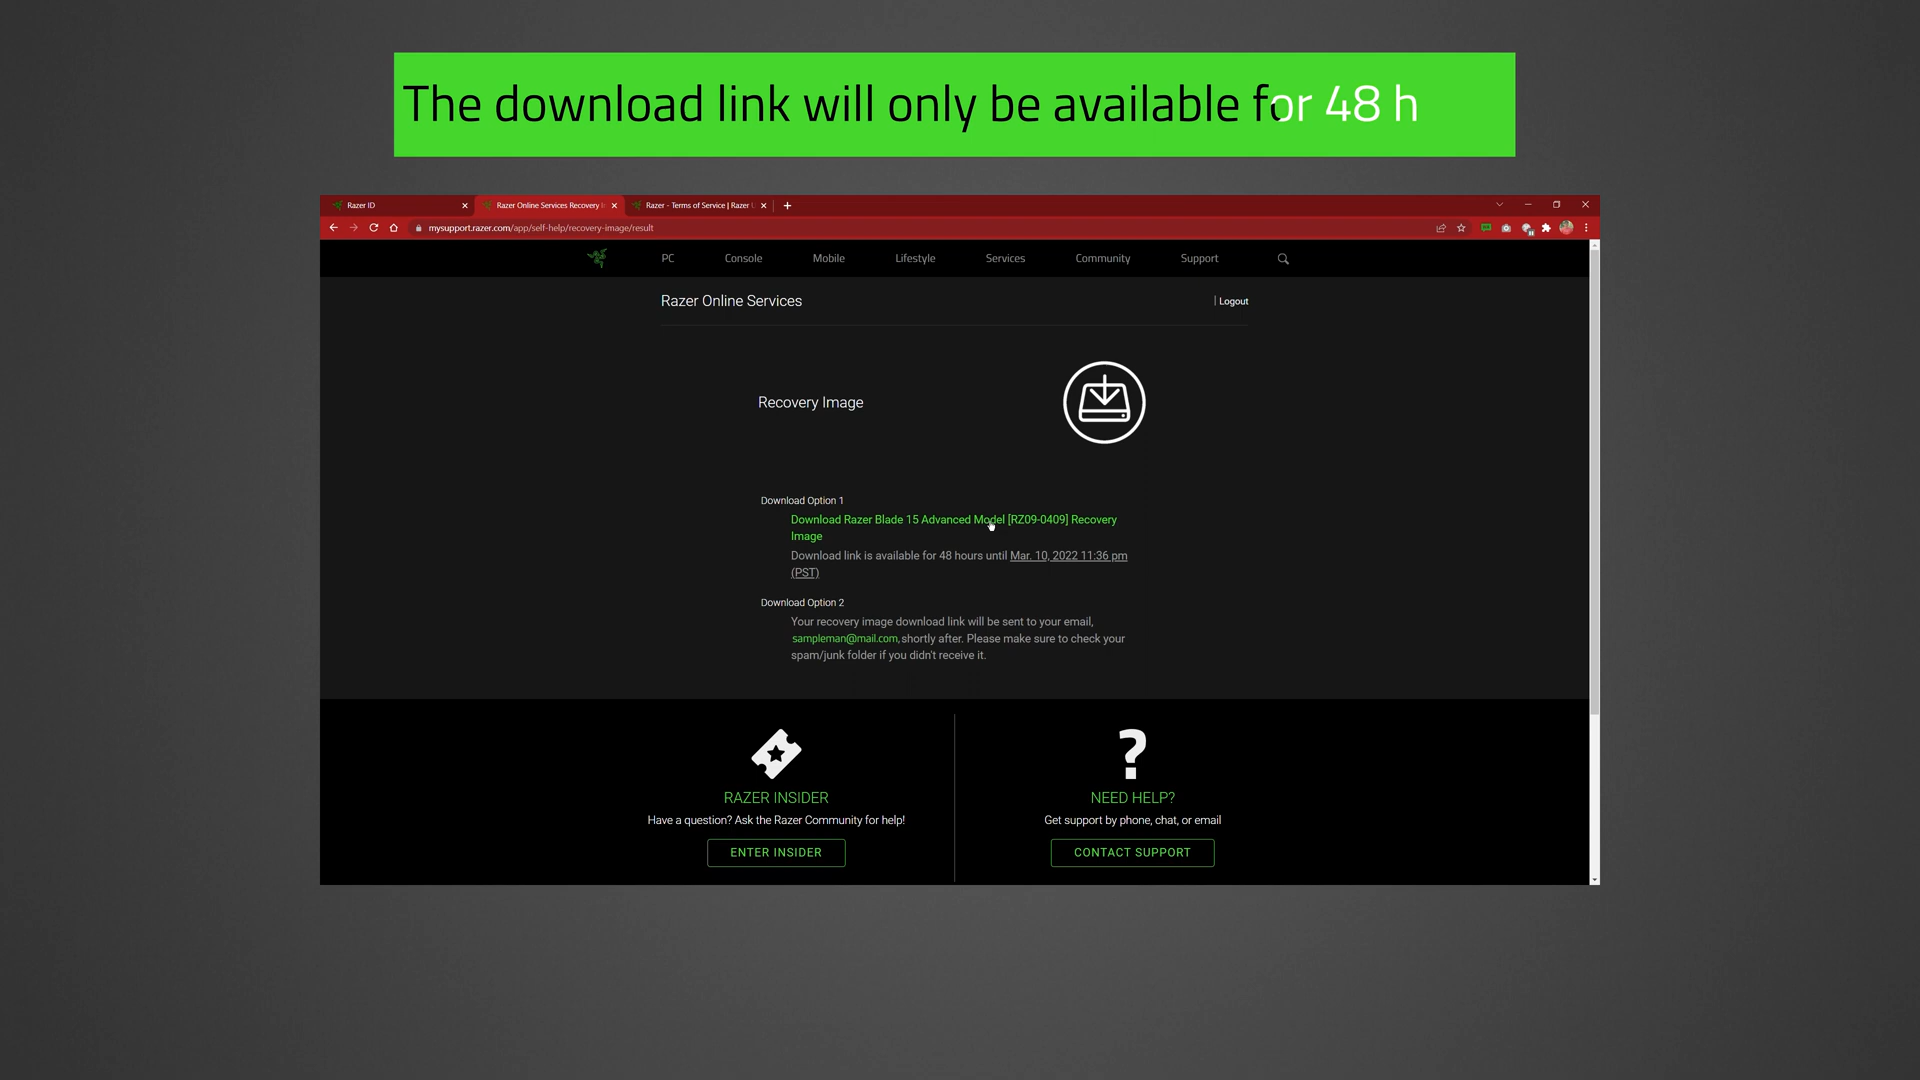 The download link will only be available for 48 h
Razer ID
Razer Online Services Recovery I
Razer - Terms of Service | Razer
mysupport.razer.com/app/self-help/recovery-image/result
PC Console Mobile Lifestyle Services Community Support
Razer Online Services
| Logout
Recovery Image
Download Option 1
Download Razer Blade 15 Advanced Model [RZ09-0409] Recovery
Image
Download link is available for 48 hours until Mar. 10, 2022 11:36 pm
(PST)
Download Option 2
Your recovery image download link will be sent to your email,
sampleman@mail.com, shortly after. Please make sure to check your
spam/junk folder if you didn't receive it.
RAZER INSIDER
Have a question? Ask the Razer Community for help!
ENTER INSIDER
NEED HELP?
Get support by phone, chat, or email
CONTACT SUPPORT